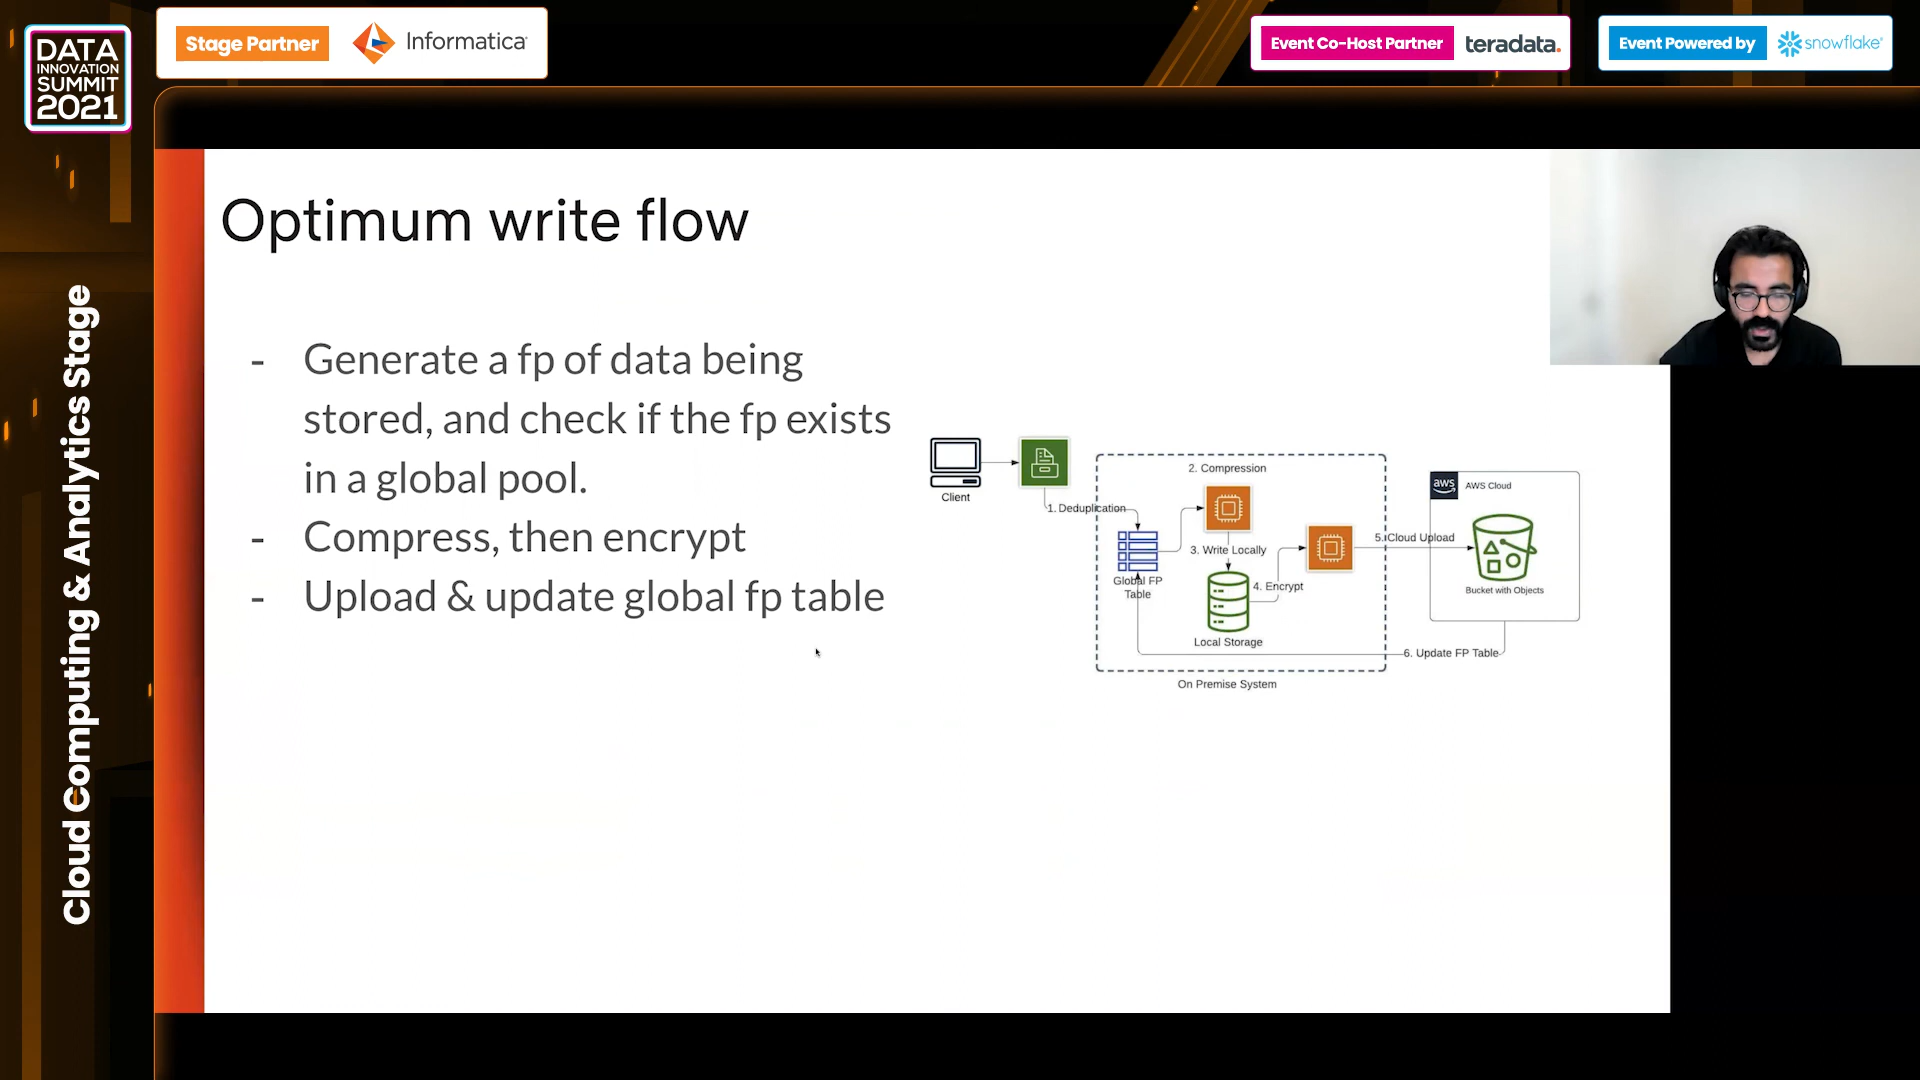 DATA
INNOVATION
SUMMIT
2021
Stage Partner
Informatica
Event Co-Host Partner
teradata.
Event Powered by
snowflake®
Cloud Computing & Analytics Stage
Optimum write flow
- Generate a fp of data being
stored, and check if the fp exists
in a global pool.
- Compress, then encrypt
- Upload & update global fp table
Client
1. Deduplication
2. Compression
3. Write Locally
Global FP
Table
4. Encrypt
Local Storage
On Premise System
5. Cloud Upload
aws
AWS Cloud
Bucket with Objects
6. Update FP Table